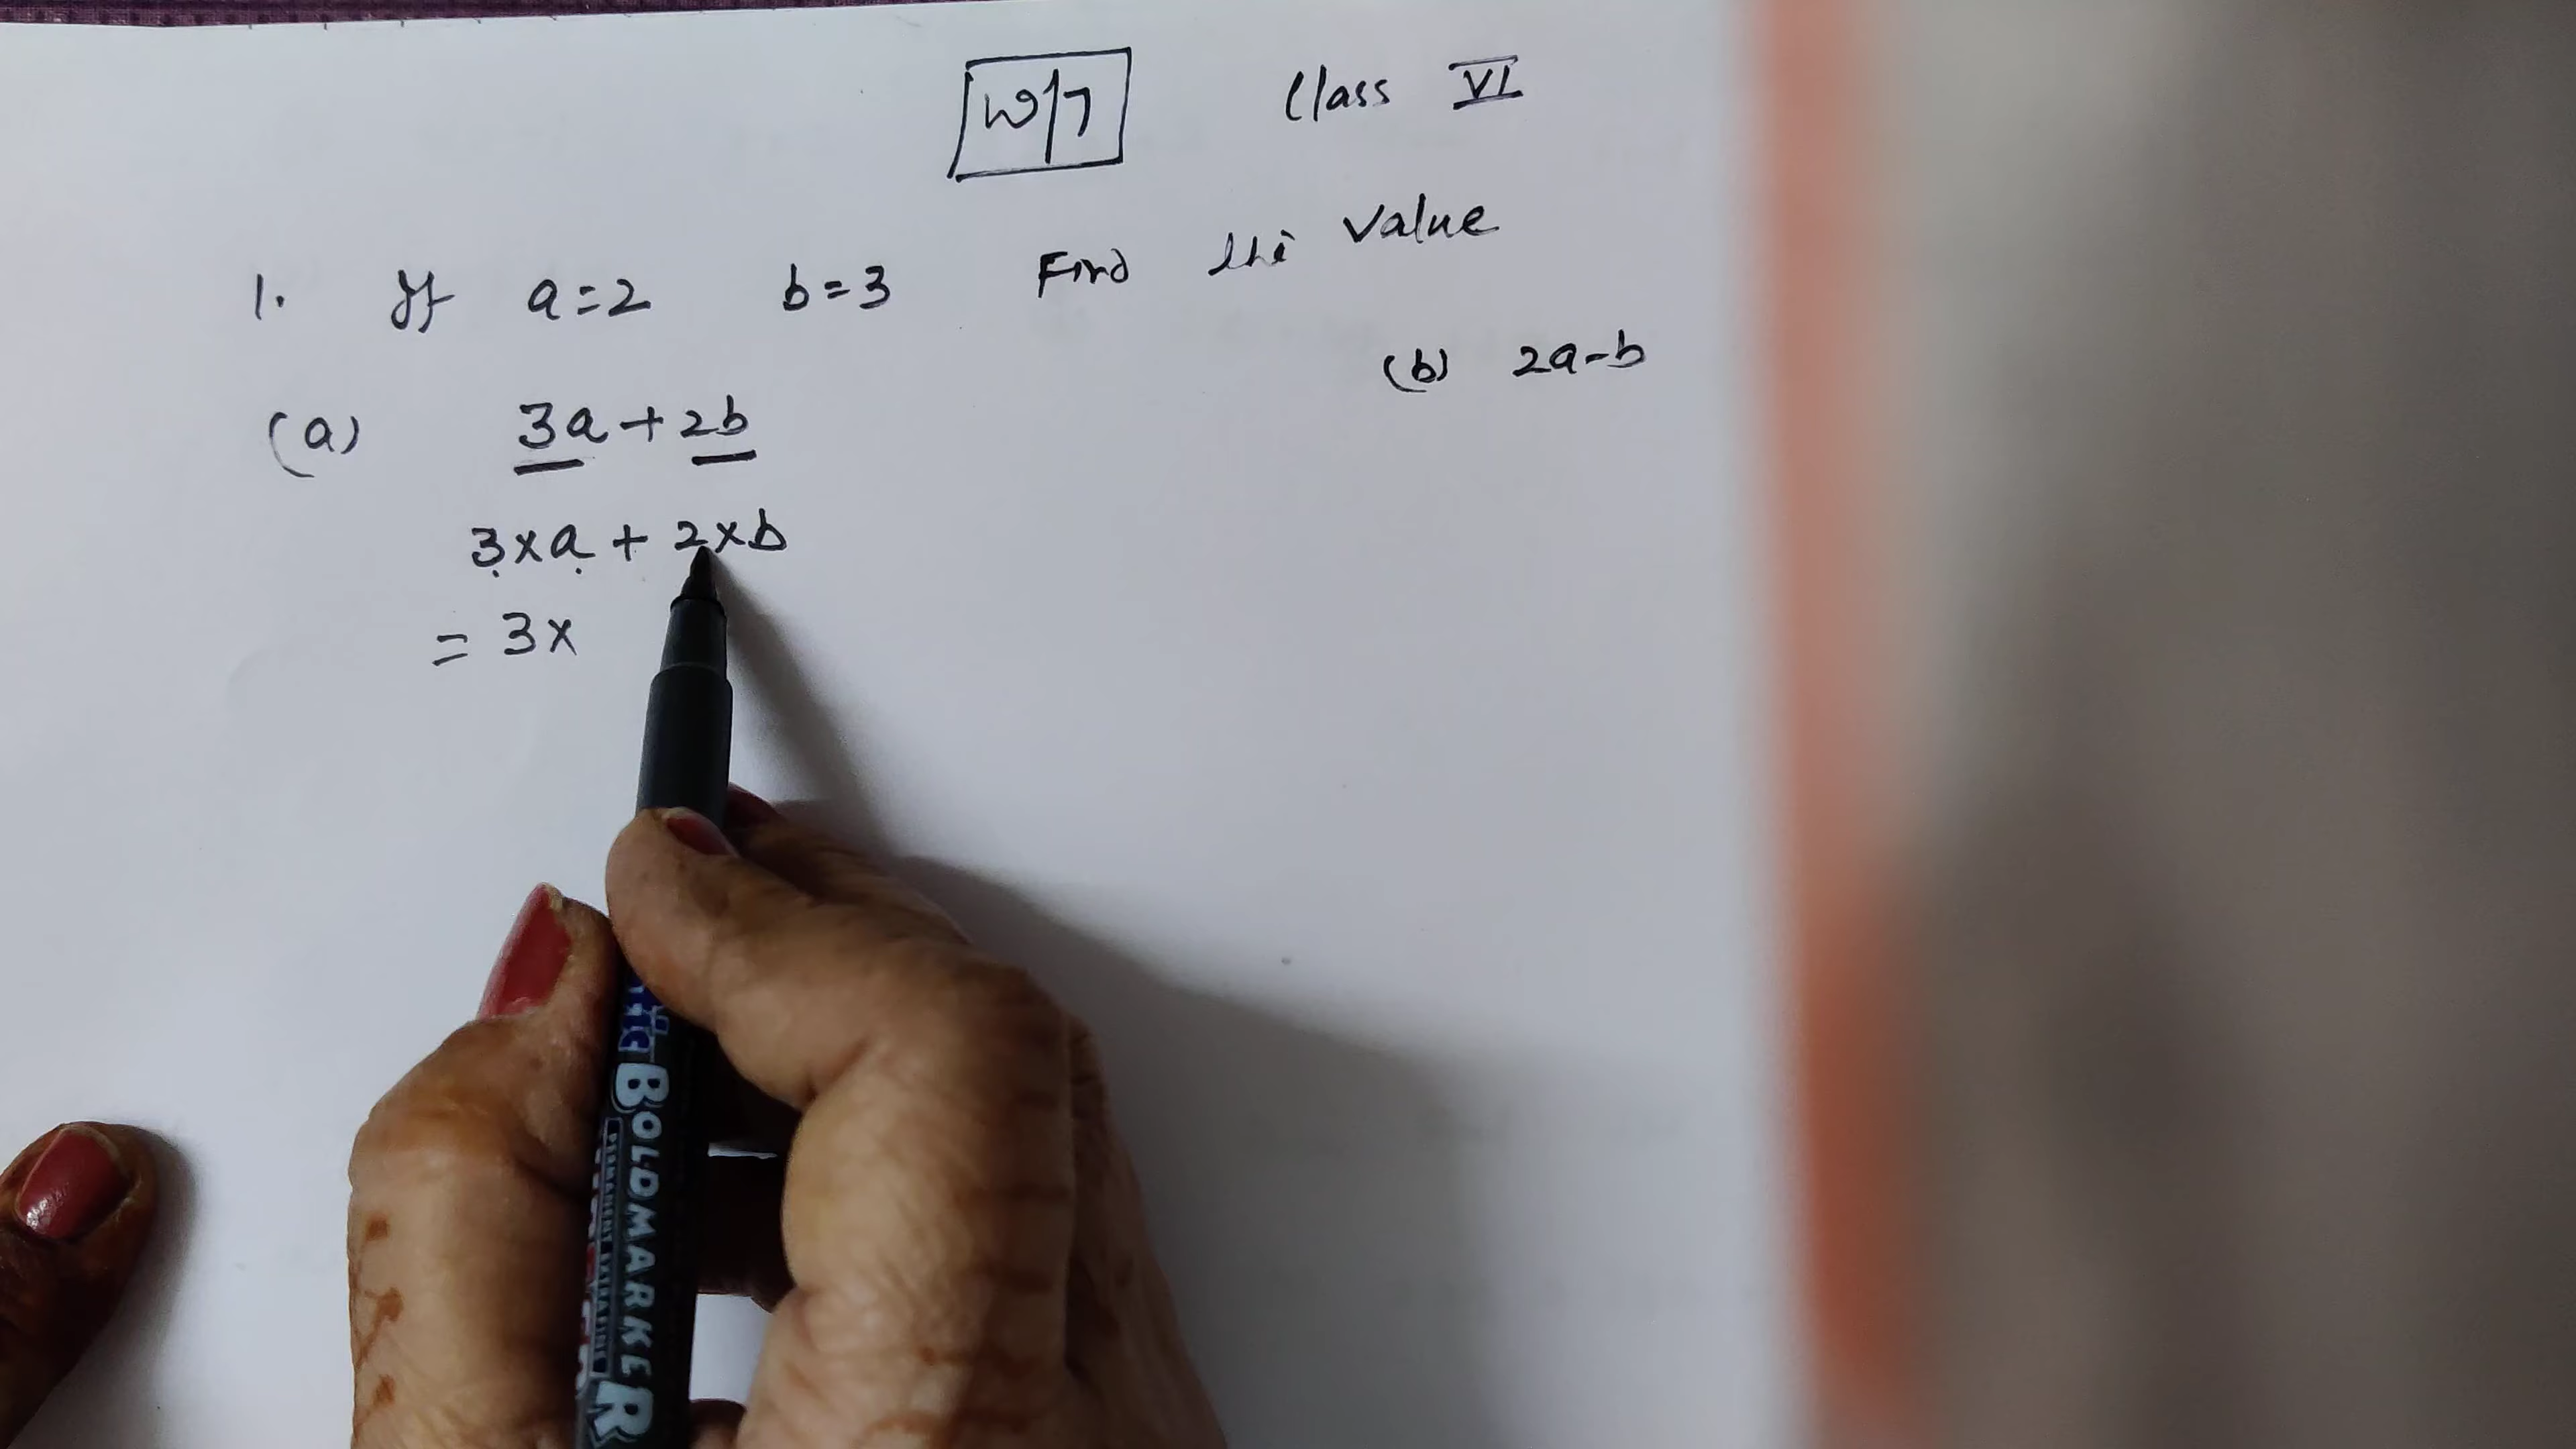 W/7 Class VI
1. If a=2 b=3 Find the value
(b) 2a-b
(a) 3a+2b
3×a + 2×b
= 3×
BOLDMARKER